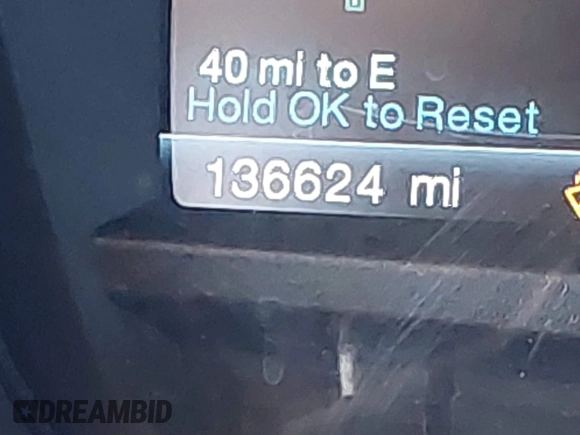 40 mi to E
Hold OK to Reset
136624 mi
DREAMBID